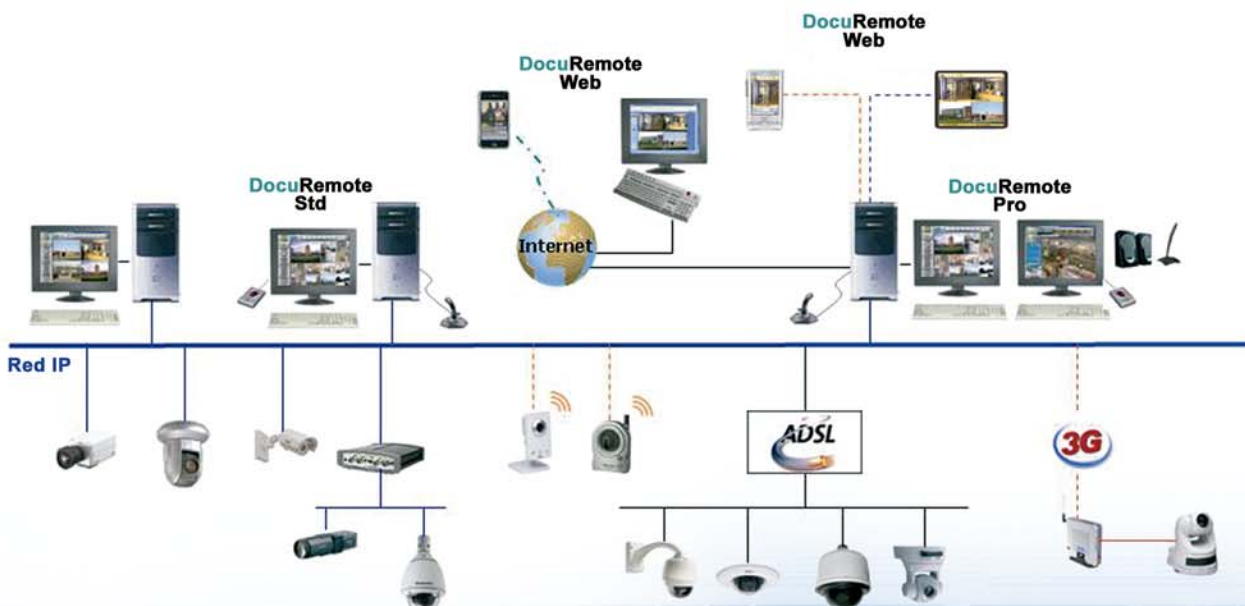 DocuRemote
Web
DocuRemote
Web
DocuRemote
Std
Internet
DocuRemote
Pro
Red IP
ADSL
3G